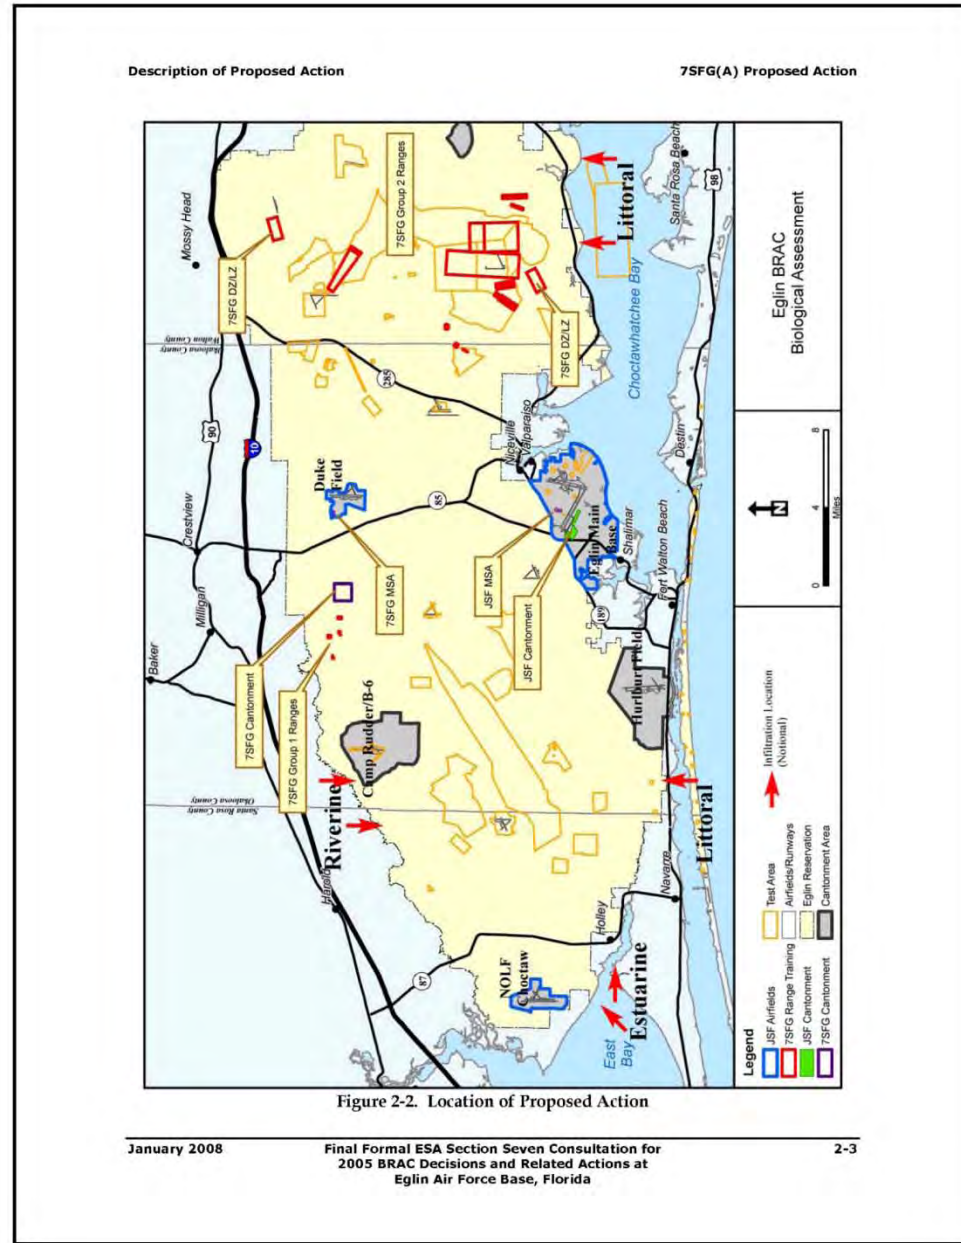 Description of Proposed Action
7SFG(A) Proposed Action
Baker
Milligan
Crestview
Mossy Head
90
10
Harold
87
85
285
189
98
Santa Rosa County
Okaloosa County
Okaloosa County
Walton County
7SFG Cantonment
7SFG Group 1 Ranges
7SFG MSA
7SFG DZ/LZ
7SFG Group 2 Ranges
7SFG DZ/LZ
JSF MSA
JSF Cantonment
Duke
Field
Camp Rudder/B-6
Riverine
NOLF
Choctaw
Holley
Navarre
East
Bay
Estuarine
Littoral
Hurlburt Field
Eglin Main
Base
Niceville
Valparaiso
Shalimar
Fort Walton Beach
Destin
Choctawhatchee Bay
Littoral
Santa Rosa Beach
Legend
JSF Airfields
7SFG Range Training
JSF Cantonment
7SFG Cantonment
Test Area
Airfields/Runways
Eglin Reservation
Cantonment Area
Infiltration Location
(Notional)
N
0 4 8
Miles
Eglin BRAC
Biological Assessment
Figure 2-2. Location of Proposed Action
January 2008
Final Formal ESA Section Seven Consultation for
2005 BRAC Decisions and Related Actions at
Eglin Air Force Base, Florida
2-3